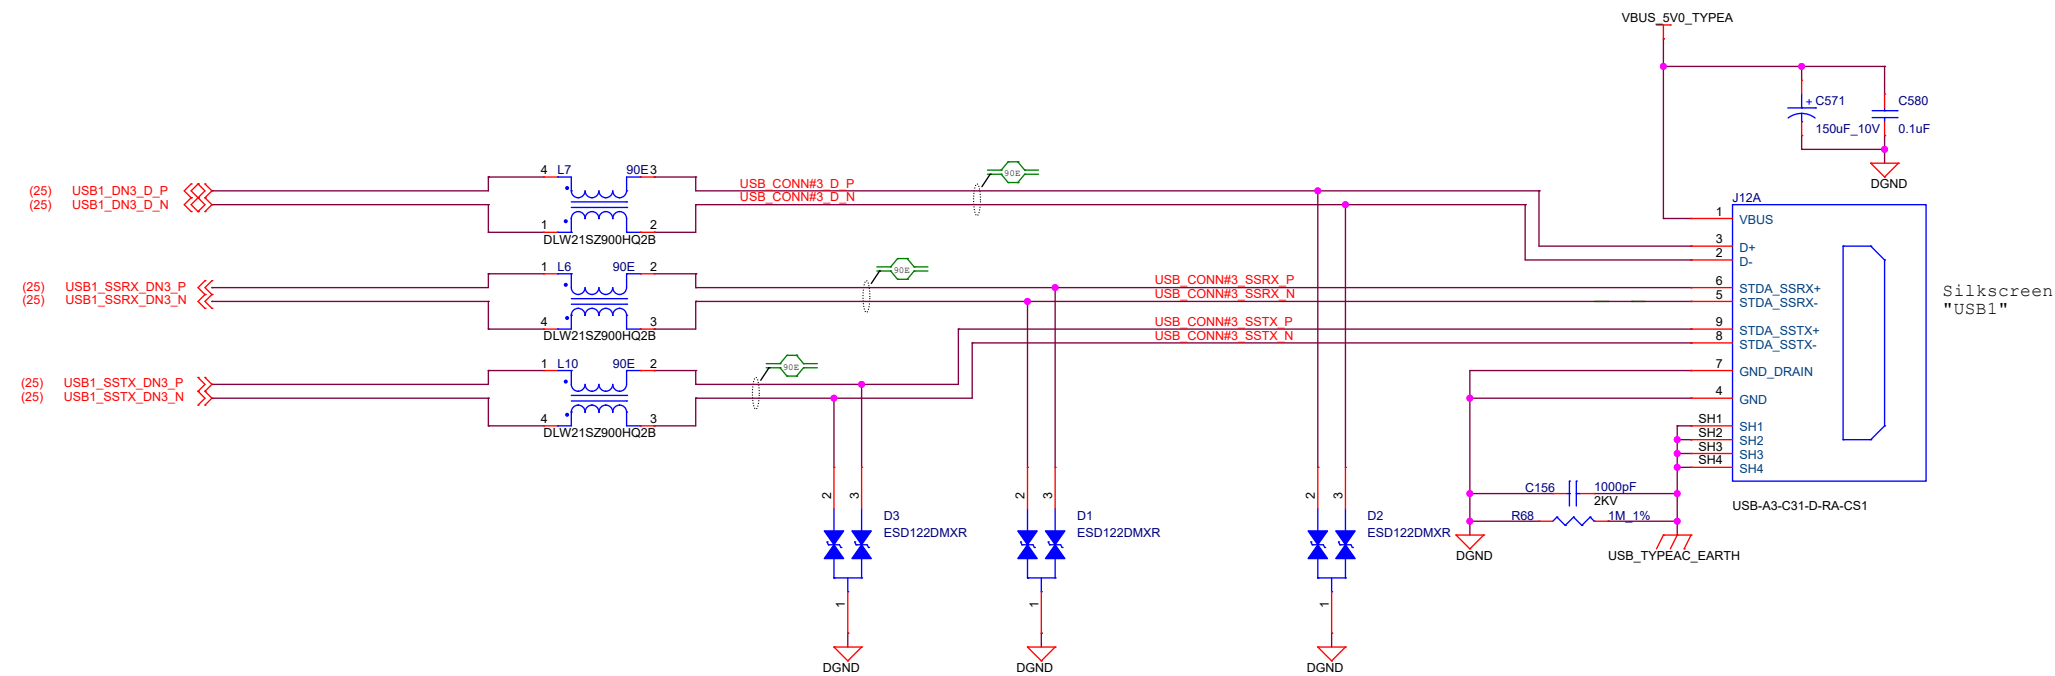 VBUS_5V0_TYPEA
+ C571
150uF_10V
C580
0.1uF
DGND
4 L7 90E 3
(25) USB1_DN3_D_P
(25) USB1_DN3_D_N
1 2
DLW21SZ900HQ2B
USB_CONN#3_D_P
USB_CONN#3_D_N
90E
1 L6 90E 2
(25) USB1_SSRX_DN3_P
(25) USB1_SSRX_DN3_N
4 3
DLW21SZ900HQ2B
90E
USB_CONN#3_SSRX_P
USB_CONN#3_SSRX_N
USB_CONN#3_SSTX_P
USB_CONN#3_SSTX_N
1 L10 90E 2
(25) USB1_SSTX_DN3_P
(25) USB1_SSTX_DN3_N
4 3
DLW21SZ900HQ2B
90E
J12A
1 VBUS
3 D+
2 D-
6 STDA_SSRX+
5 STDA_SSRX-
9 STDA_SSTX+
8 STDA_SSTX-
7 GND_DRAIN
4 GND
SH1 SH1
SH2 SH2
SH3 SH3
SH4 SH4
USB-A3-C31-D-RA-CS1
Silkscreen
"USB1"
C156 1000pF
2KV
R68 1M_1%
DGND
USB_TYPEAC_EARTH
2 3
D3
ESD122DMXR
1
DGND
2 3
D1
ESD122DMXR
1
DGND
2 3
D2
ESD122DMXR
1
DGND